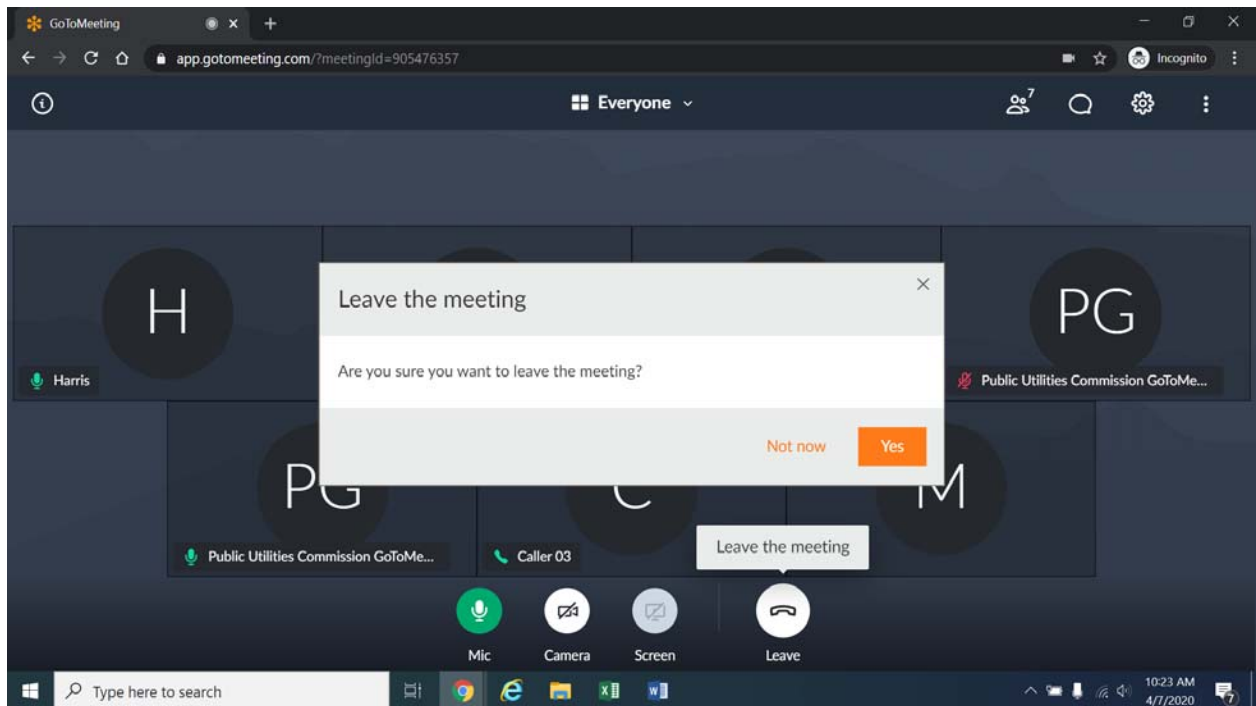 GoToMeeting
app.gotomeeting.com/?meetingId=905476357
Incognito
Everyone
7
H
PG
Leave the meeting
Are you sure you want to leave the meeting?
Not now
Yes
Harris
Public Utilities Commission GoToMe...
PG
C
M
Public Utilities Commission GoToMe...
Caller 03
Leave the meeting
Mic
Camera
Screen
Leave
Type here to search
10:23 AM
4/7/2020
7